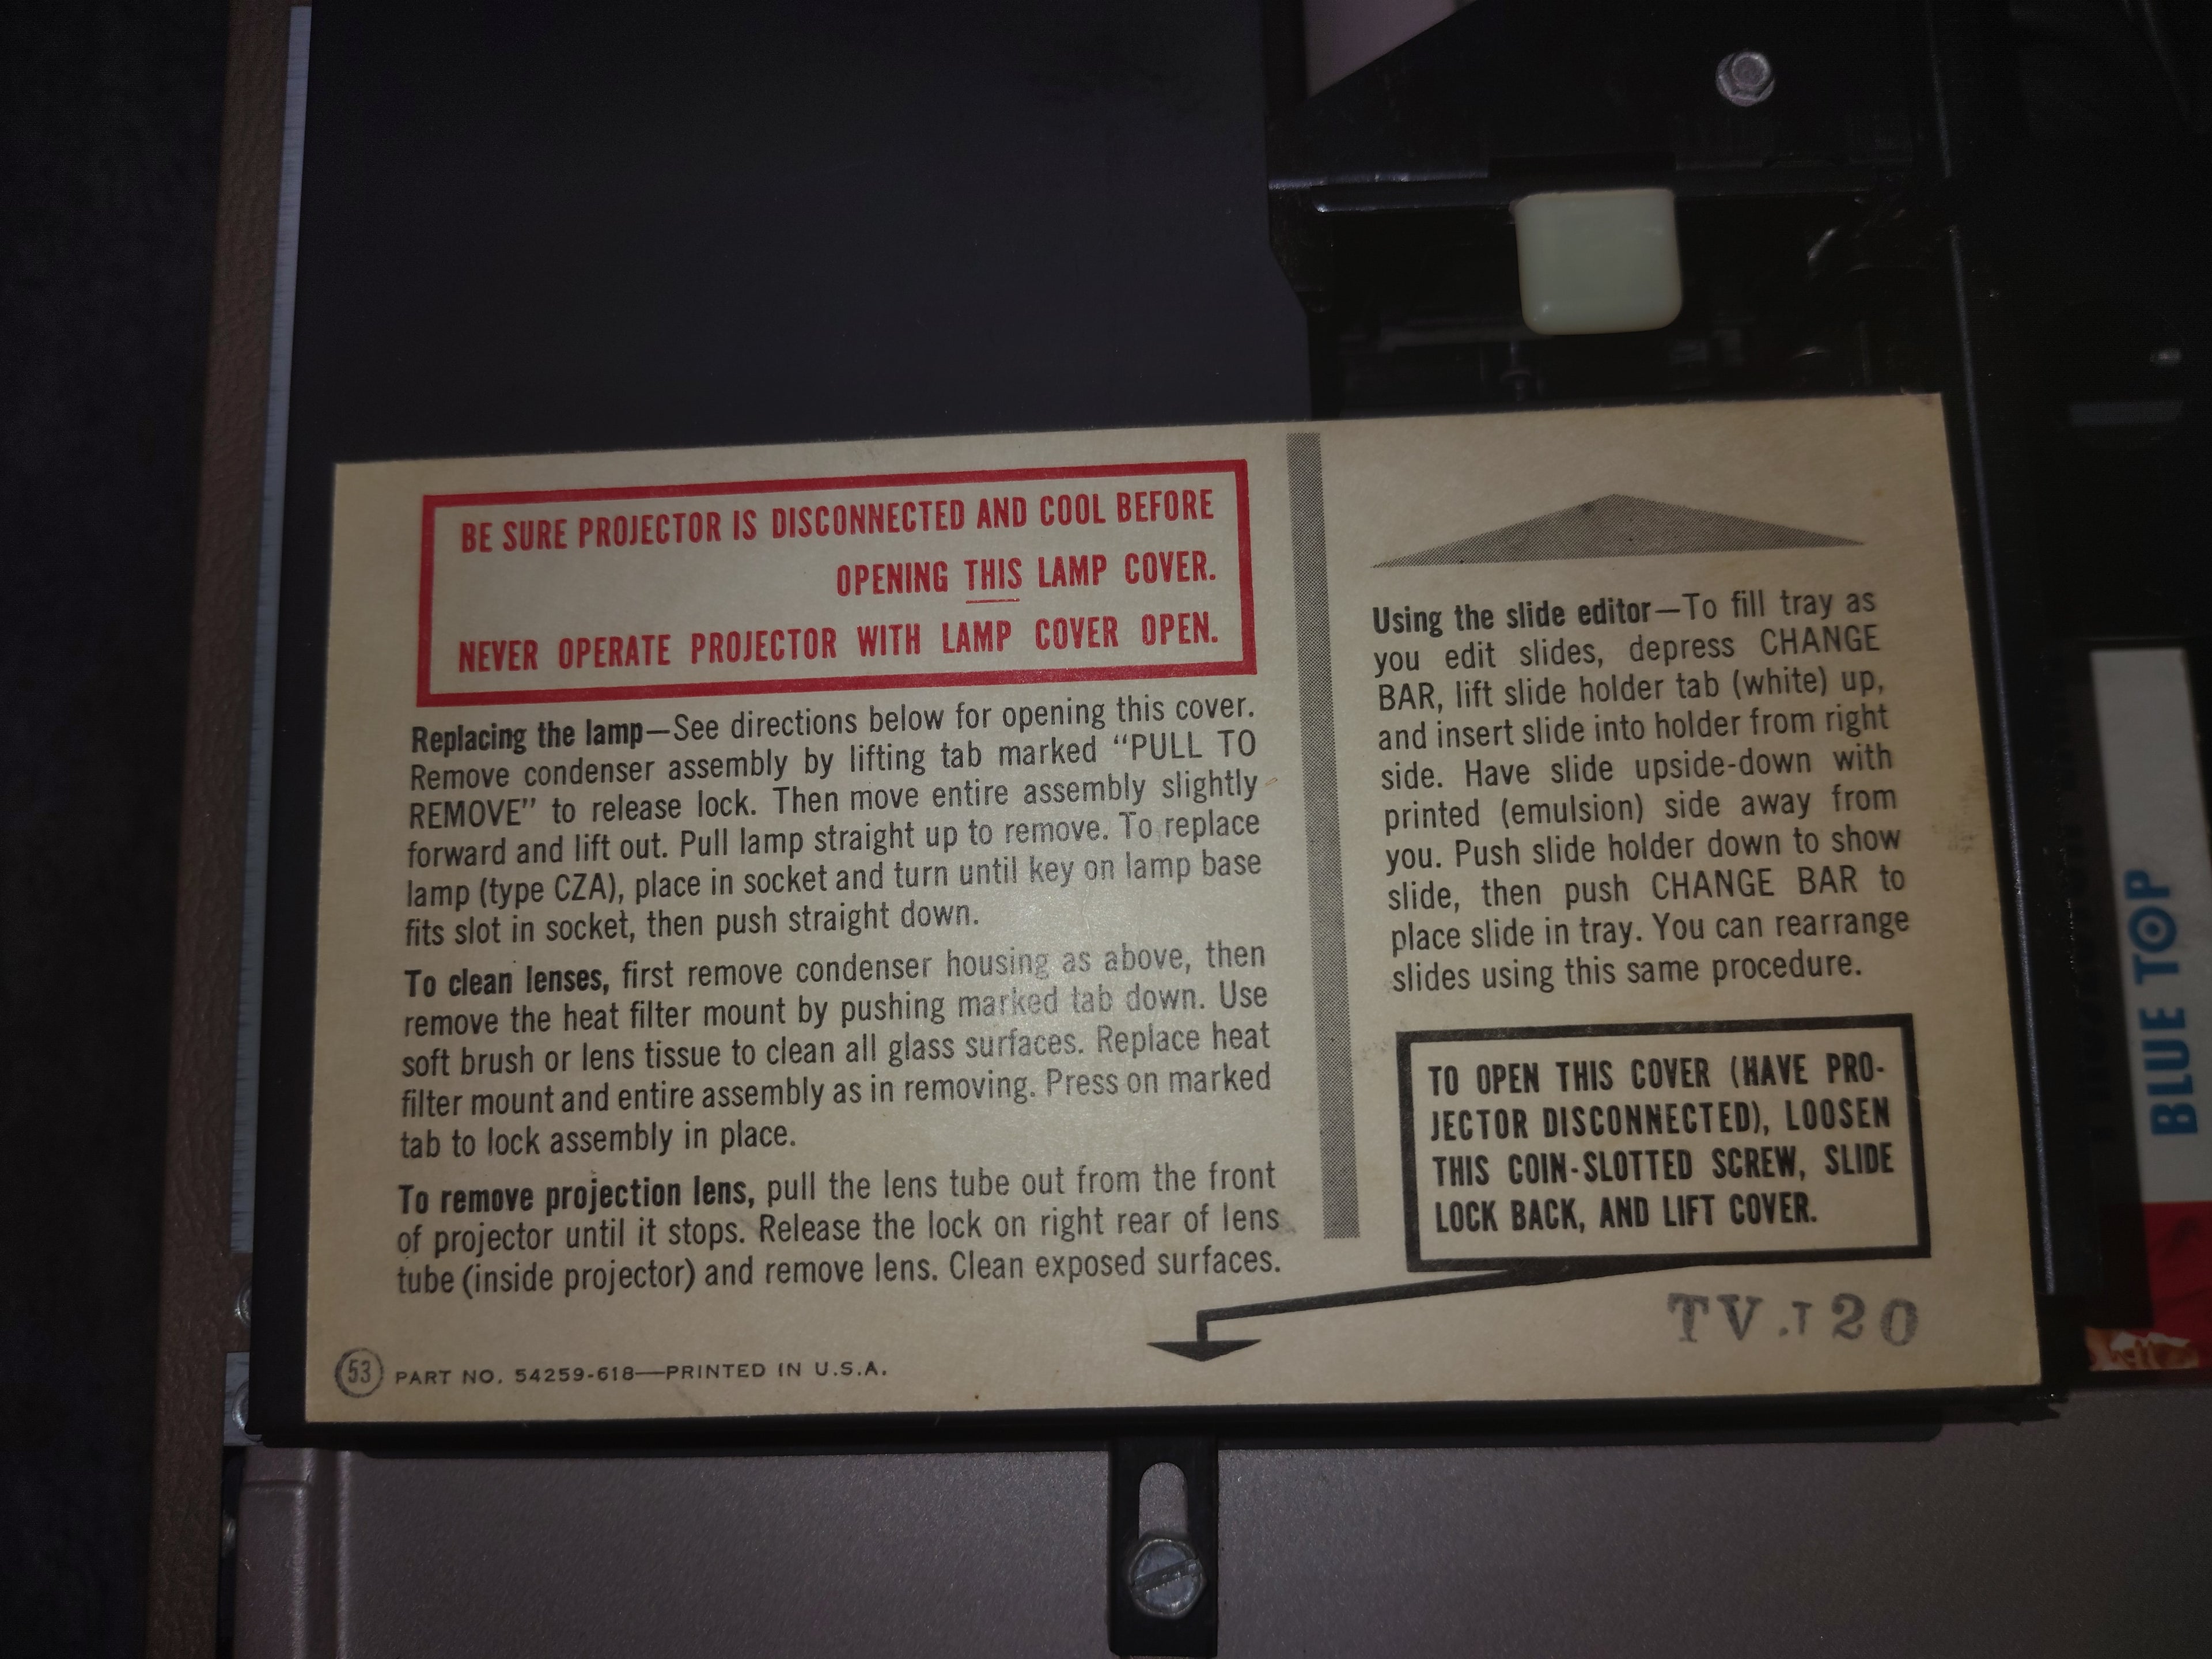 BE SURE PROJECTOR IS DISCONNECTED AND COOL BEFORE
OPENING THIS LAMP COVER.
NEVER OPERATE PROJECTOR WITH LAMP COVER OPEN.
Replacing the lamp—See directions below for opening this cover.
Remove condenser assembly by lifting tab marked “PULL TO
REMOVE” to release lock. Then move entire assembly slightly
forward and lift out. Pull lamp straight up to remove. To replace
lamp (type CZA), place in socket and turn until key on lamp base
fits slot in socket, then push straight down.
To clean lenses, first remove condenser housing as above, then
remove the heat filter mount by pushing marked tab down. Use
soft brush or lens tissue to clean all glass surfaces. Replace heat
filter mount and entire assembly as in removing. Press on marked
tab to lock assembly in place.
To remove projection lens, pull the lens tube out from the front
of projector until it stops. Release the lock on right rear of lens
tube (inside projector) and remove lens. Clean exposed surfaces.
53 PART NO. 54259-618—PRINTED IN U.S.A.
Using the slide editor—To fill tray as
you edit slides, depress CHANGE
BAR, lift slide holder tab (white) up,
and insert slide into holder from right
side. Have slide upside-down with
printed (emulsion) side away from
you. Push slide holder down to show
slide, then push CHANGE BAR to
place slide in tray. You can rearrange
slides using this same procedure.
TO OPEN THIS COVER (HAVE PRO-
JECTOR DISCONNECTED), LOOSEN
THIS COIN-SLOTTED SCREW, SLIDE
LOCK BACK, AND LIFT COVER.
BLUE TOP